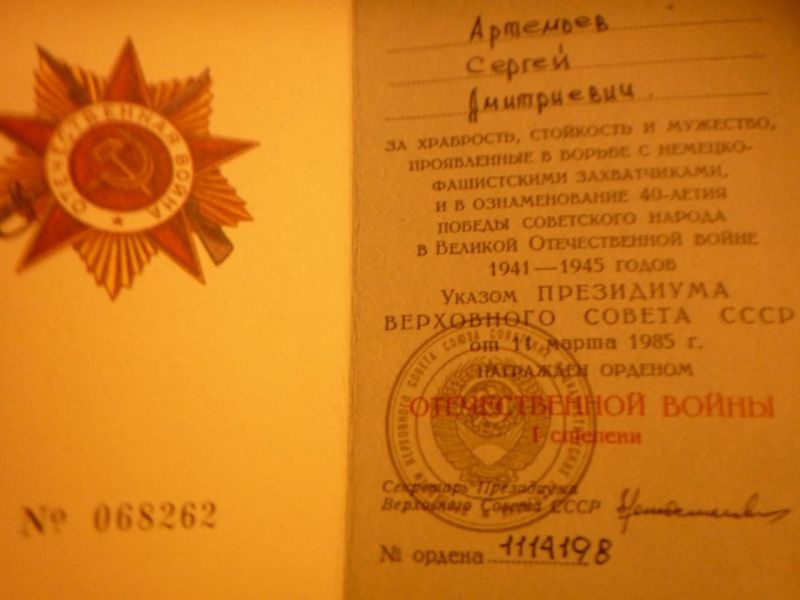 ОТЕЧЕСТВЕННАЯ ВОЙНА
№ 068262
Артемьев
Сергей
Дмитриевич
ЗА ХРАБРОСТЬ, СТОЙКОСТЬ И МУЖЕСТВО,
ПРОЯВЛЕННЫЕ В БОРЬБЕ С НЕМЕЦКО-
ФАШИСТСКИМИ ЗАХВАТЧИКАМИ,
И В ОЗНАМЕНОВАНИЕ 40-ЛЕТИЯ
ПОБЕДЫ СОВЕТСКОГО НАРОДА
В ВЕЛИКОЙ ОТЕЧЕСТВЕННОЙ ВОЙНЕ
1941—1945 ГОДОВ
УКАЗОМ ПРЕЗИДИУМА
ВЕРХОВНОГО СОВЕТА СССР
от 11 марта 1985 г.
НАГРАЖДЕН ОРДЕНОМ
ОТЕЧЕСТВЕННОЙ ВОЙНЫ
I степени
Секретарь Президиума
Верховного Совета СССР
№ ордена 1114198